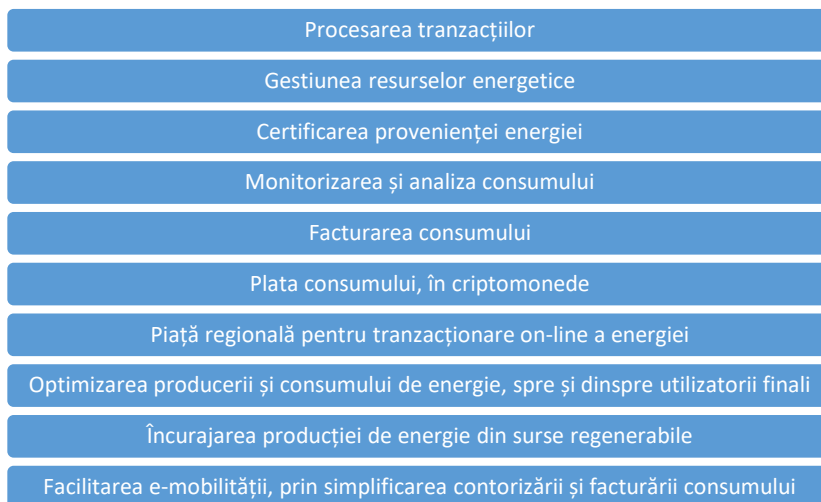 Procesarea tranzacțiilor
Gestiunea resurselor energetice
Certificarea provenienței energiei
Monitorizarea și analiza consumului
Facturarea consumului
Plata consumului, în criptomonede
Piață regională pentru tranzacționare on-line a energiei
Optimizarea producerii și consumului de energie, spre și dinspre utilizatorii finali
Încurajarea producției de energie din surse regenerabile
Facilitarea e-mobilității, prin simplificarea contorizării și facturării consumului